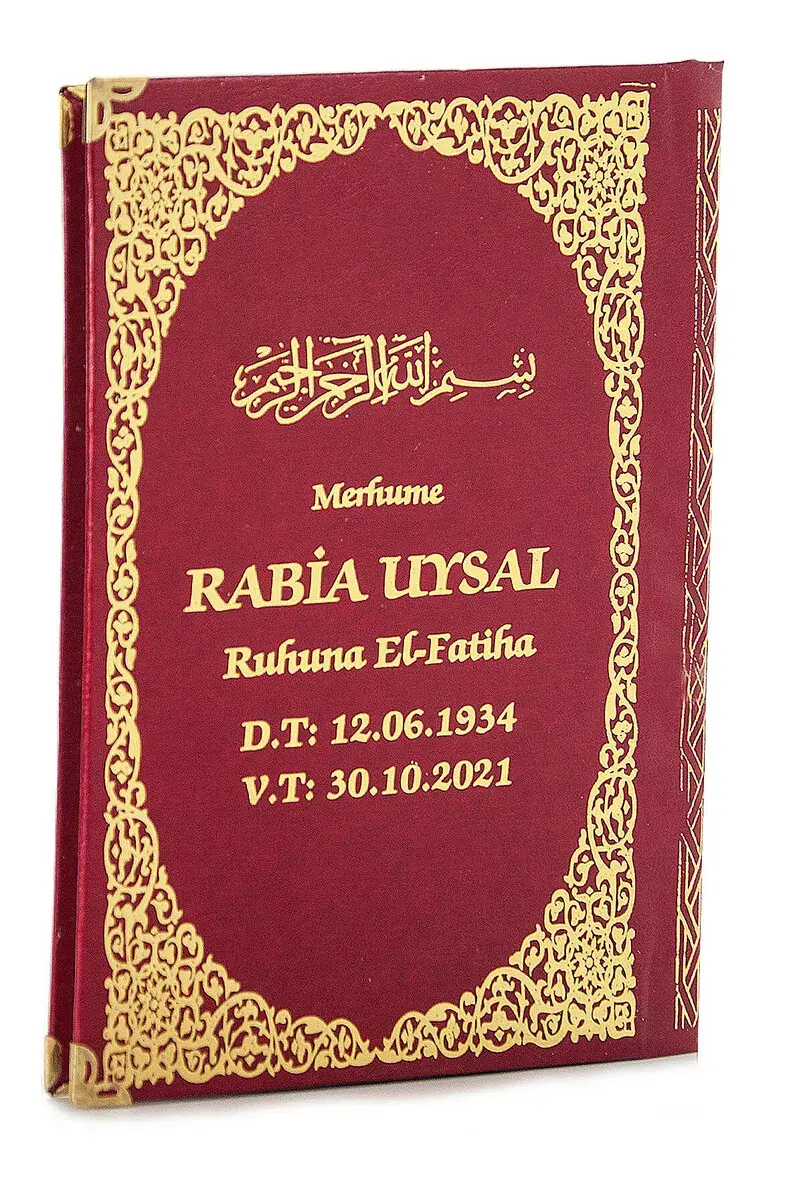 بسم الله الرحمن الرحيم
Merhume
RABİA UYSAL
Ruhuna El-Fatiha
D.T: 12.06.1934
V.T: 30.10.2021